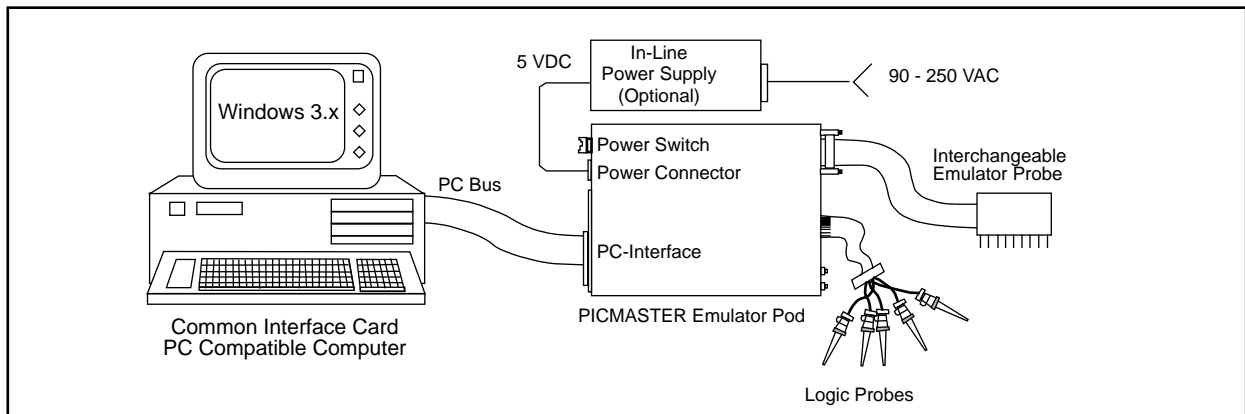 5 VDC
In-Line
Power Supply
(Optional)
90 - 250 VAC
Windows 3.x
Power Switch
Power Connector
PC Bus
PC-Interface
Interchangeable
Emulator Probe
PICMASTER Emulator Pod
Common Interface Card
PC Compatible Computer
Logic Probes